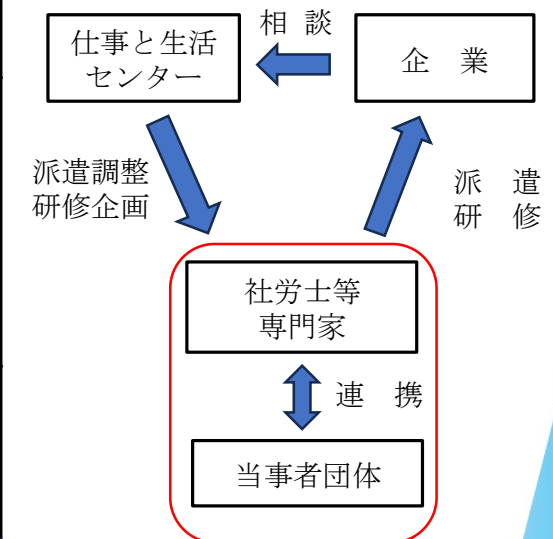 相 談
仕事と生活
センター
企 業
派遣調整
研修企画
派 遣
研 修
社労士等
専門家
連 携
当事者団体